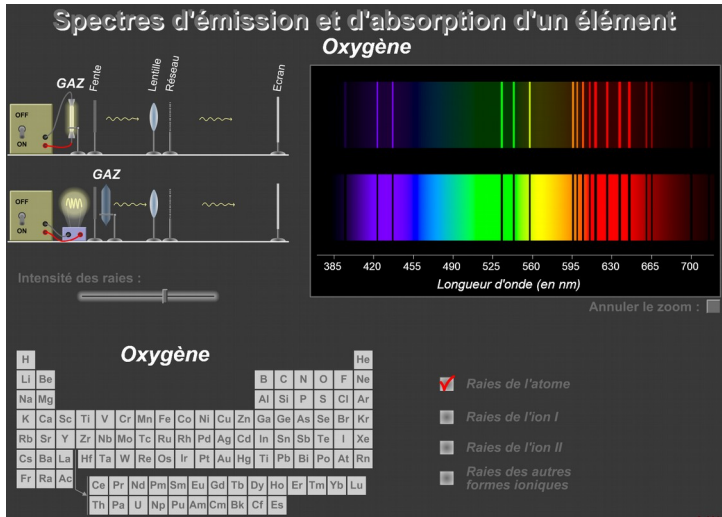 Spectres d'émission et d'absorption d'un élément
Oxygène
GAZ
Fente
Lentille
Réseau
Ecran
OFF
ON
GAZ
OFF
ON
385 420 455 490 525 560 595 630 665 700
Longueur d'onde (en nm)
Intensité des raies :
Annuler le zoom :
Oxygène
H He
Li Be B C N O F Ne
Na Mg Al Si P S Cl Ar
K Ca Sc Ti V Cr Mn Fe Co Ni Cu Zn Ga Ge As Se Br Kr
Rb Sr Y Zr Nb Mo Tc Ru Rh Pd Ag Cd In Sn Sb Te I Xe
Cs Ba La Hf Ta W Re Os Ir Pt Au Hg Ti Pb Bi Po At Rn
Fr Ra Ac
Ce Pr Nd Pm Sm Eu Gd Tb Dy Ho Er Tm Yb Lu
Th Pa U Np Pu Am Cm Bk Cf Es
Raies de l'atome
Raies de l'ion I
Raies de l'ion II
Raies des autres
formes ioniques